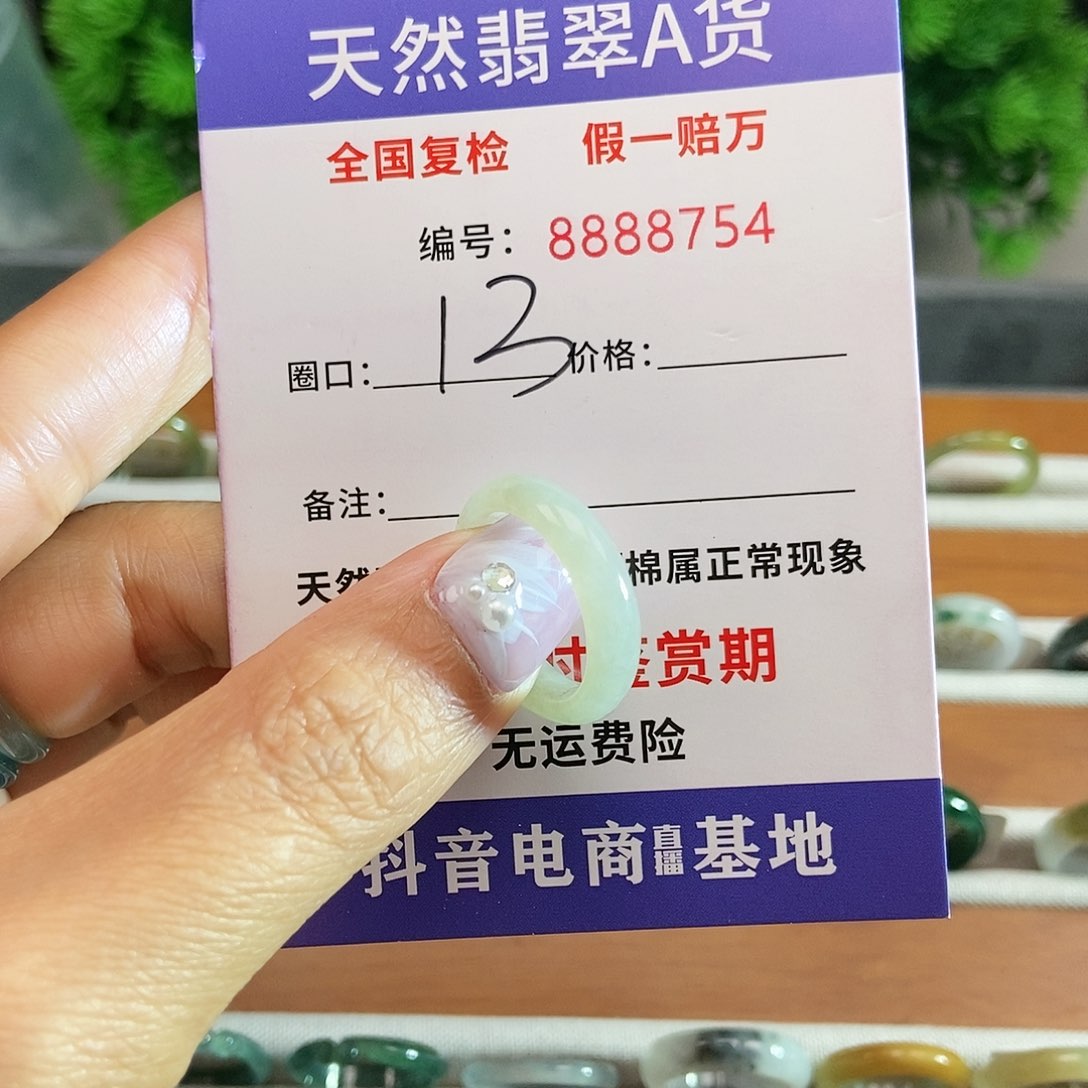 天然翡翠A货
全国复检 假一赔万
编号：8888754
圈口：13 价格：
备注：
天然 棉属正常现象
鉴赏期
无运费险
抖音电商直播基地